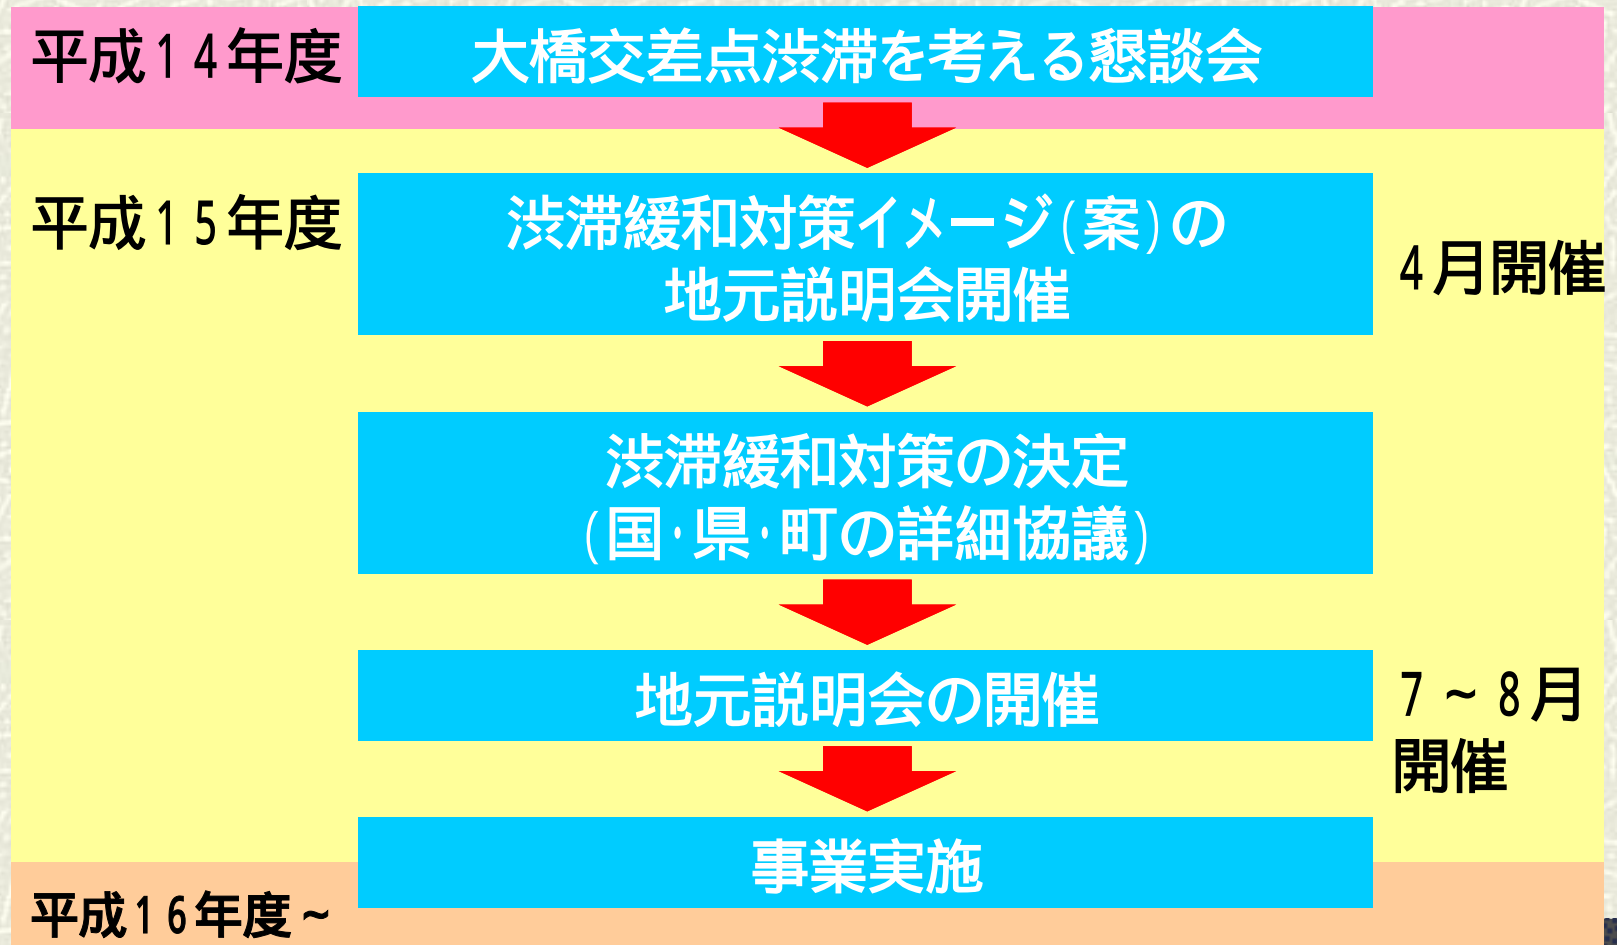 平成14年度
大橋交差点渋滞を考える懇談会
平成15年度
渋滞緩和対策イメージ(案)の
地元説明会開催
4月開催
渋滞緩和対策の決定
(国・県・町の詳細協議)
地元説明会の開催
7～8月
開催
事業実施
平成16年度～